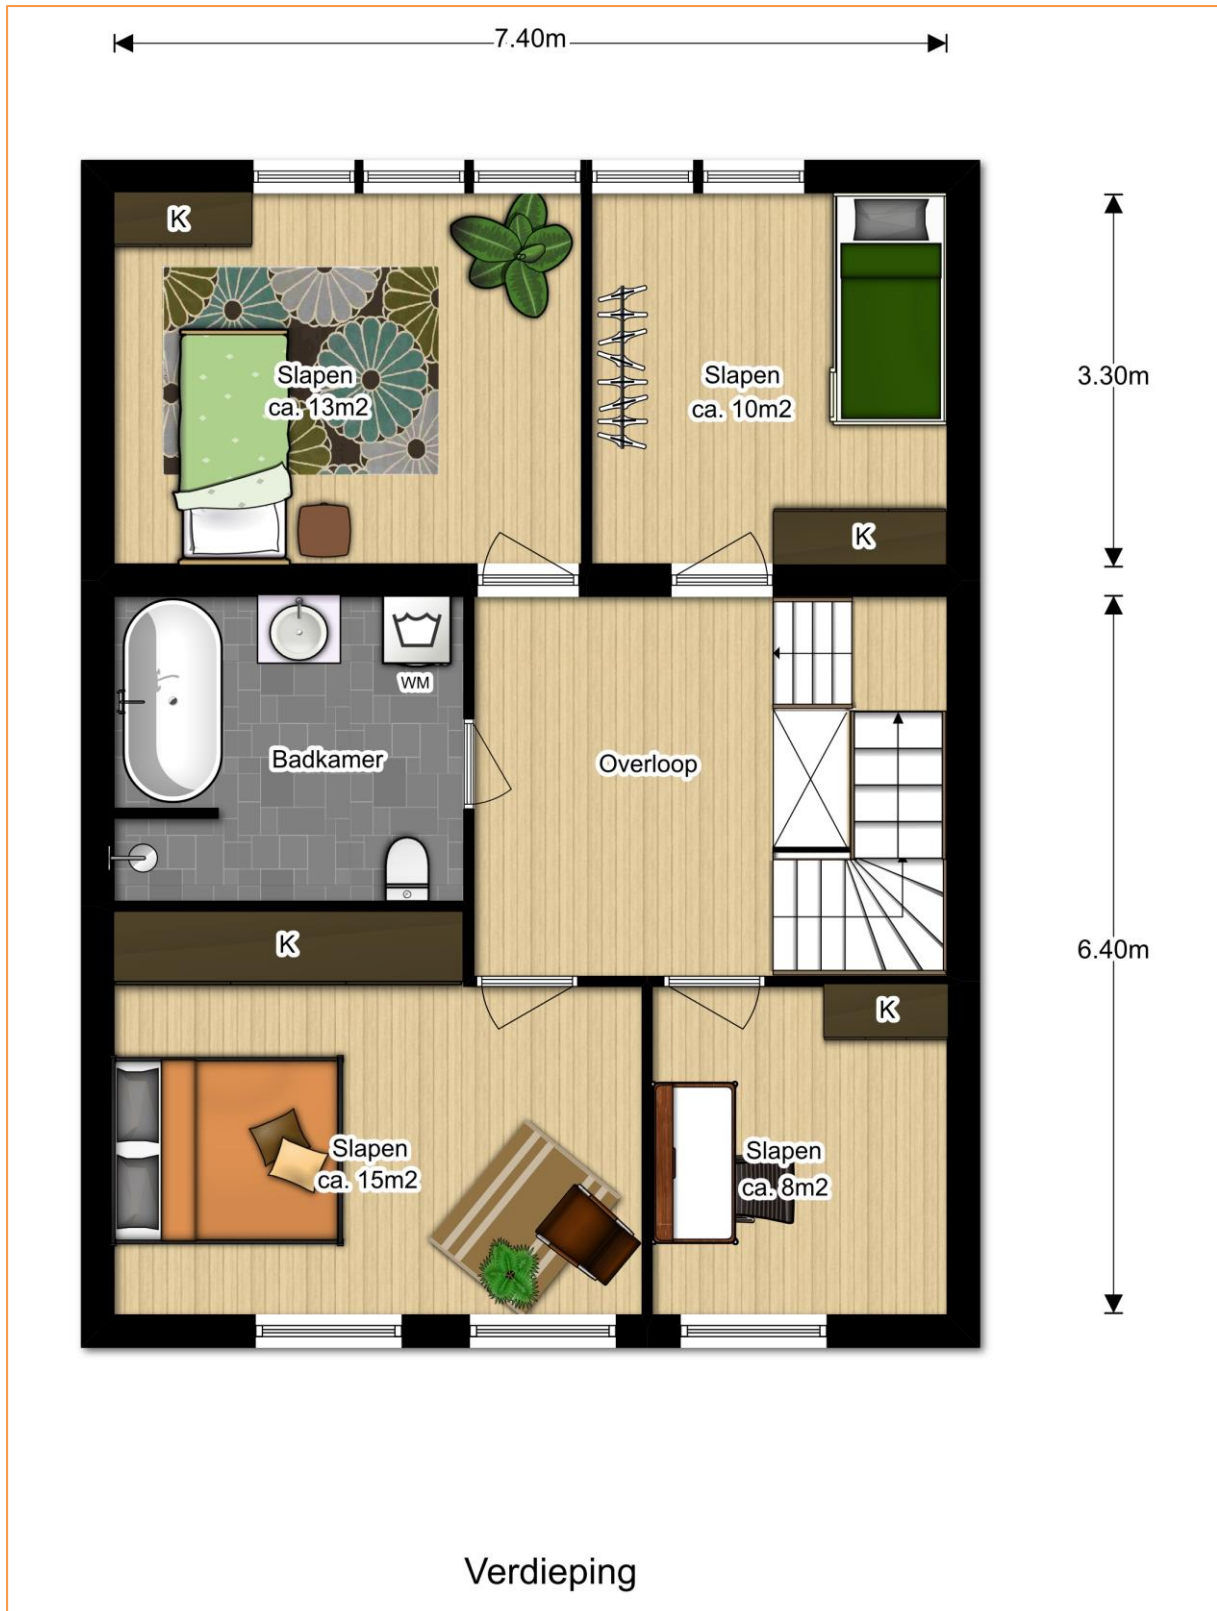 7.40m
K
Slapen
ca. 13m2
Slapen
ca. 10m2
3.30m
K
WM
Badkamer
Overloop
K
6.40m
K
Slapen
ca. 15m2
Slapen
ca. 8m2
Verdieping